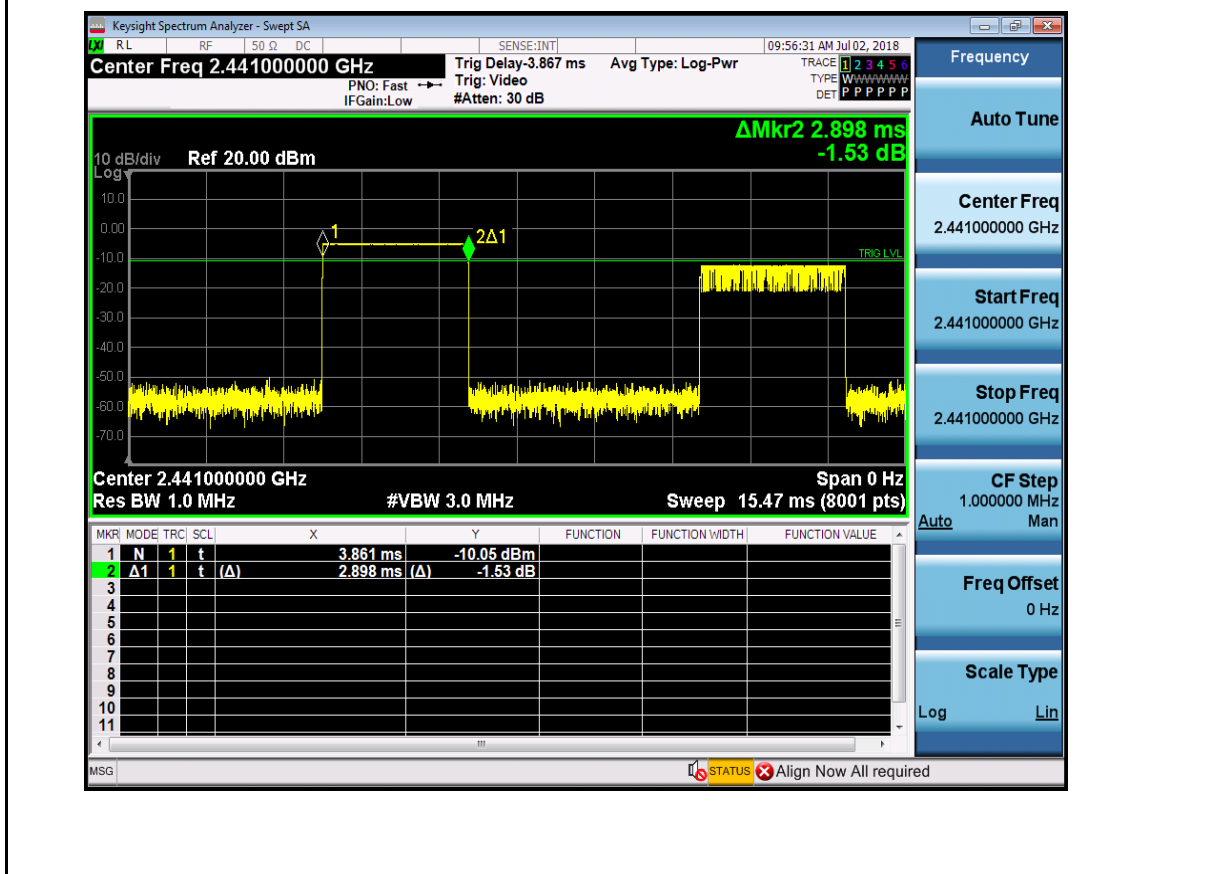 Keysight Spectrum Analyzer - Swept SA
LXI RL RF 50 Ω DC SENSE:INT 09:56:31 AM Jul 02, 2018
Center Freq 2.441000000 GHz
PNO: Fast
IFGain:Low
Trig Delay-3.867 ms
Trig: Video
#Atten: 30 dB
Avg Type: Log-Pwr
TRACE 1 2 3 4 5 6
TYPE WWWWWW
DET P P P P P P
ΔMkr2 2.898 ms
-1.53 dB
10 dB/div Ref 20.00 dBm
Log
10.0
0.00
-10.0
-20.0
-30.0
-40.0
-50.0
-60.0
-70.0
1
2Δ1
TRIG LVL
Center 2.441000000 GHz Span 0 Hz
Res BW 1.0 MHz #VBW 3.0 MHz Sweep 15.47 ms (8001 pts)
MKR MODE TRC SCL X Y FUNCTION FUNCTION WIDTH FUNCTION VALUE
1 N 1 t 3.861 ms -10.05 dBm
2 Δ1 1 t (Δ) 2.898 ms (Δ) -1.53 dB
3
4
5
6
7
8
9
10
11
MSG STATUS Align Now All required
Frequency
Auto Tune
Center Freq
2.441000000 GHz
Start Freq
2.441000000 GHz
Stop Freq
2.441000000 GHz
CF Step
1.000000 MHz
Auto Man
Freq Offset
0 Hz
Scale Type
Log Lin